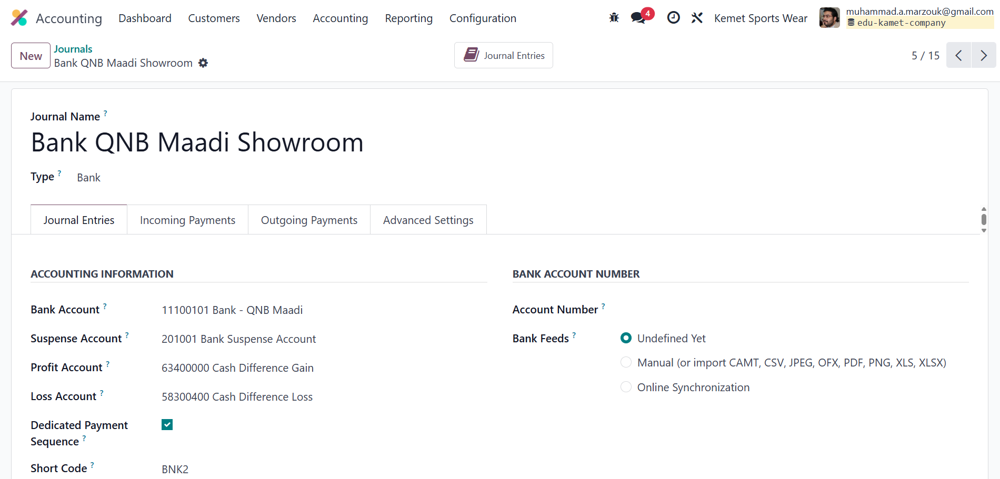 Accounting Dashboard Customers Vendors Accounting Reporting Configuration 4 Kemet Sports Wear muhammad.a.marzouk@gmail.com
edu-kamet-company
New Journals Journal Entries 5 / 15
Bank QNB Maadi Showroom
Journal Name ?
Bank QNB Maadi Showroom
Type ? Bank
Journal Entries Incoming Payments Outgoing Payments Advanced Settings
ACCOUNTING INFORMATION
Bank Account ? 11100101 Bank - QNB Maadi
Suspense Account ? 201001 Bank Suspense Account
Profit Account ? 63400000 Cash Difference Gain
Loss Account ? 58300400 Cash Difference Loss
Dedicated Payment
Sequence ?
Short Code ? BNK2
BANK ACCOUNT NUMBER
Account Number ?
Bank Feeds ? Undefined Yet
Manual (or import CAMT, CSV, JPEG, OFX, PDF, PNG, XLS, XLSX)
Online Synchronization